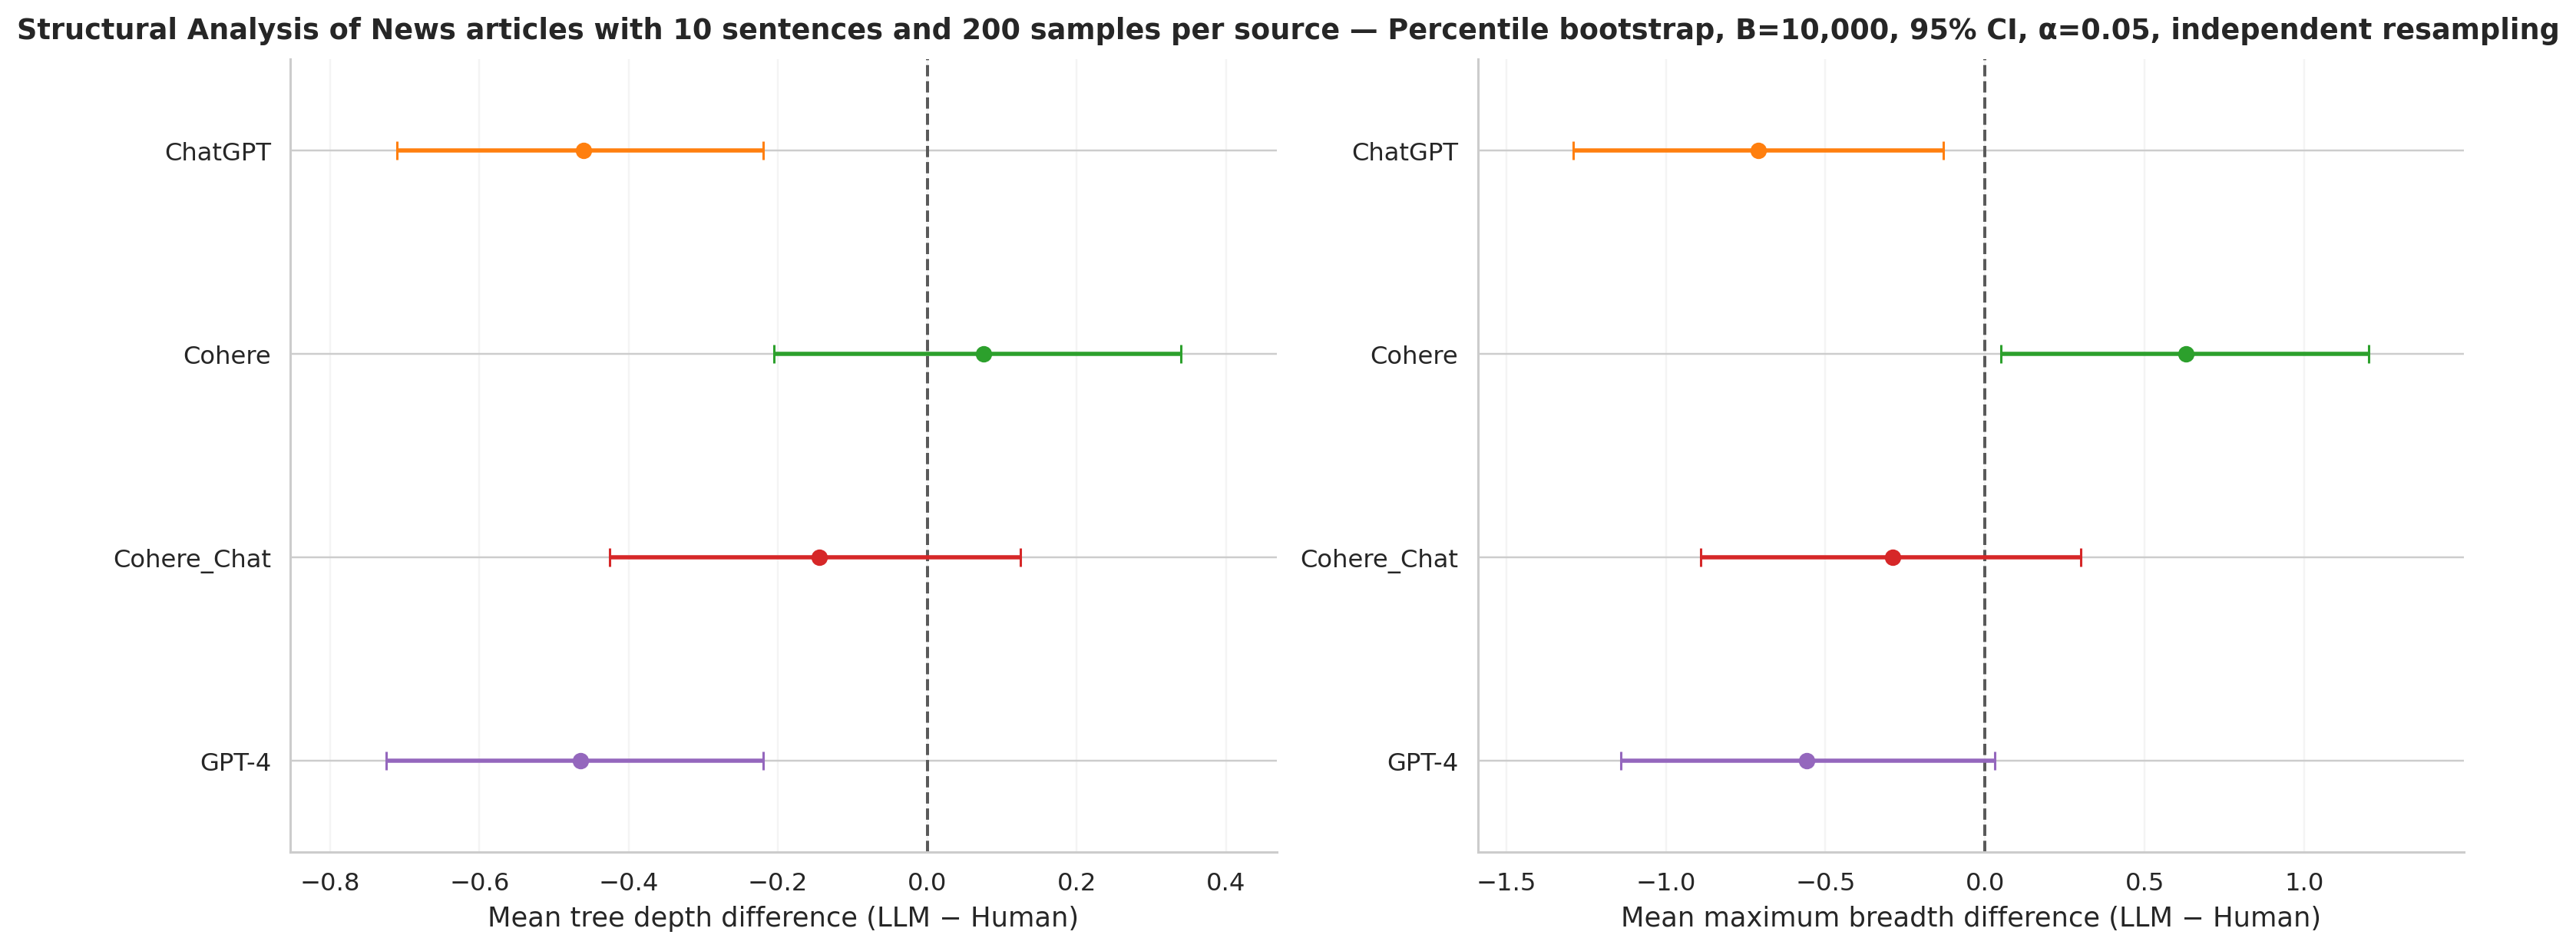 Structural Analysis of News articles with 10 sentences and 200 samples per source — Percentile bootstrap, B=10,000, 95% CI, α=0.05, independent resampling
ChatGPT
Cohere
Cohere_Chat
GPT-4
−0.8 −0.6 −0.4 −0.2 0.0 0.2 0.4
Mean tree depth difference (LLM − Human)
ChatGPT
Cohere
Cohere_Chat
GPT-4
−1.5 −1.0 −0.5 0.0 0.5 1.0
Mean maximum breadth difference (LLM − Human)